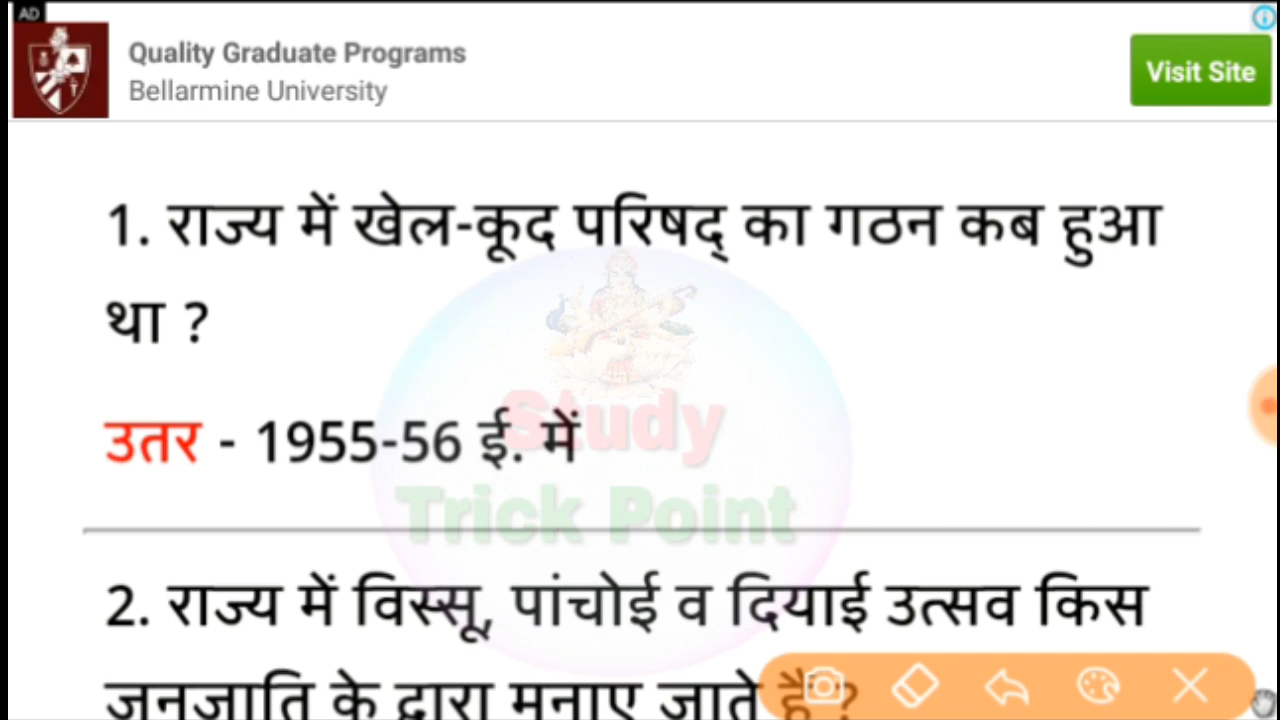 AD
Quality Graduate Programs
Bellarmine University
Visit Site
1. राज्य में खेल-कूद परिषद् का गठन कब हुआ
था ?
उतर - 1955-56 ई. में
Study
Trick Point
2. राज्य में विस्सू, पांचोई व दियाई उत्सव किस
जनजाति के द्वारा मनाए जाते हैं ?